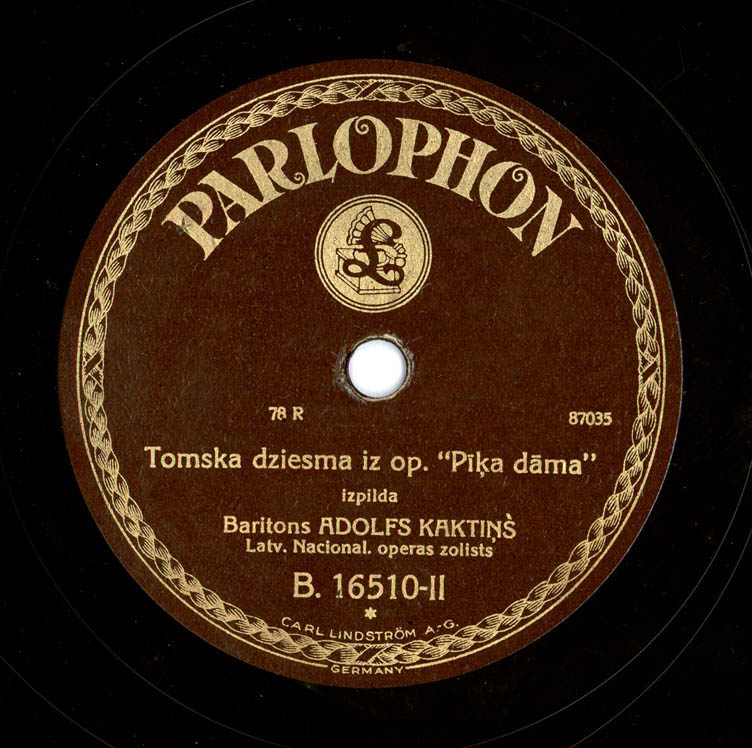 PARLOPHON
£
78 R
87035
Tomska dziesma iz op. “Pīķa dāma”
izpilda
Baritons ADOLFS KAKTIŅṠ
Latv. Nacional. operas zolists
B. 16510-II
*
CARL LINDSTRÖM A.-G.
GERMANY